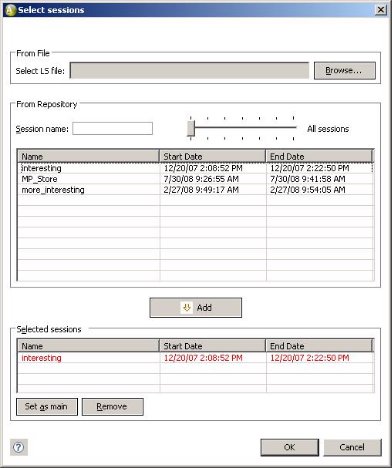 Select sessions
From File
Select LS file:
Browse...
From Repository
Session name:
All sessions
Name Start Date End Date
interesting 12/20/07 2:08:52 PM 12/20/07 2:22:50 PM
MP_Store 7/30/08 9:26:55 AM 7/30/08 9:41:58 AM
more_interesting 2/27/08 9:49:17 AM 2/27/08 9:54:05 AM
Add
Selected sessions
Name Start Date End Date
interesting 12/20/07 2:08:52 PM 12/20/07 2:22:50 PM
Set as main Remove
? OK Cancel